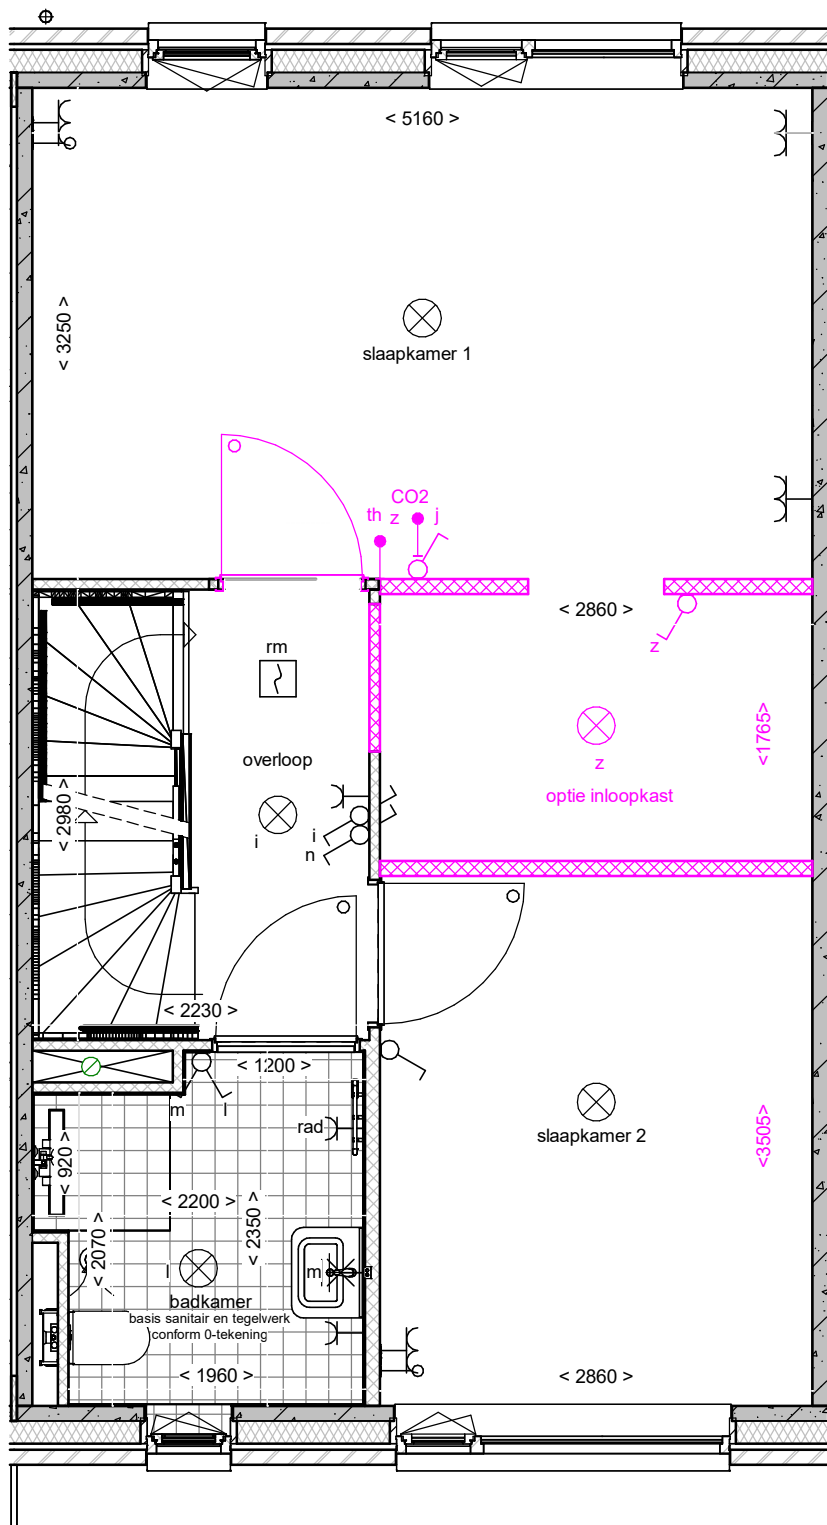 < 5160 >
< 3250 >
slaapkamer 1
CO2
th z j
< 2860 >
z
rm
<1765>
overloop
z
optie inloopkast
< 2980 >
i
i
n
< 2230 >
< 1200 >
m l
rad
< 920 >
slaapkamer 2
<3505>
< 2200 >
< 2350 >
< 2070 >
l
m
badkamer
basis sanitair en tegelwerk
conform 0-tekening
< 1960 >
< 2860 >